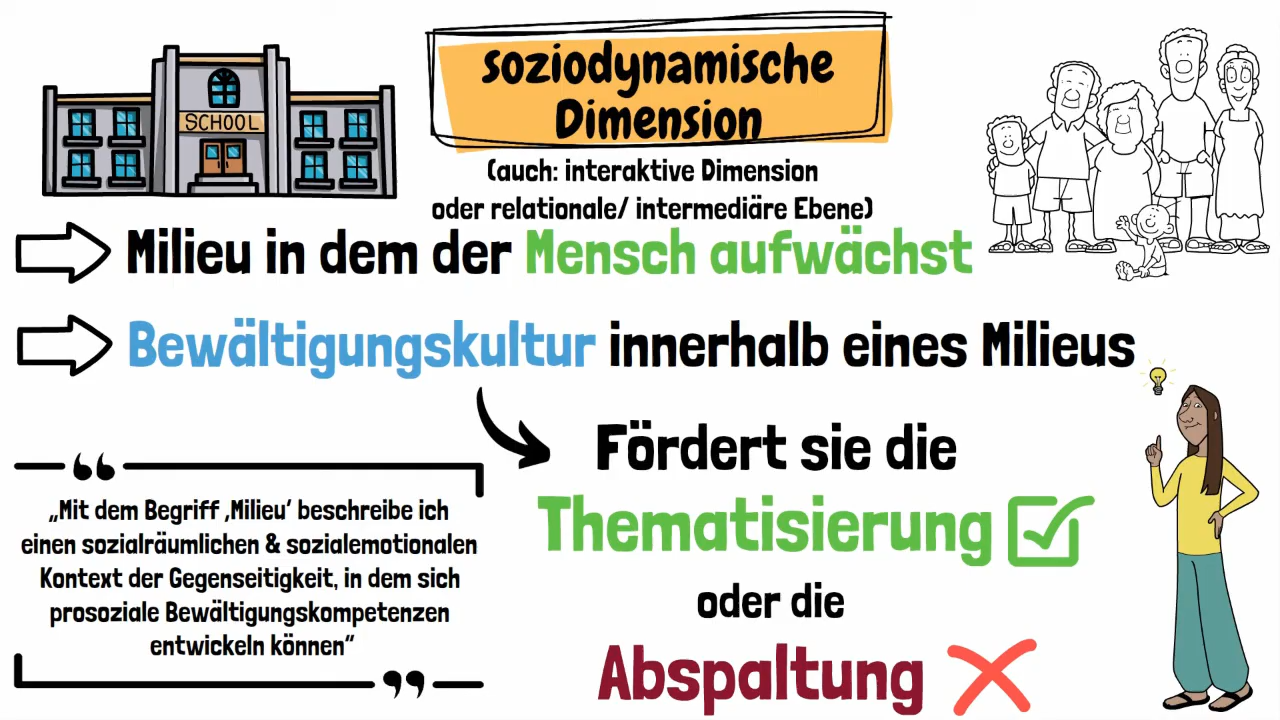 SCHOOL
soziodynamische
Dimension
(auch: interaktive Dimension
oder relationale/ intermediäre Ebene)
Milieu in dem der Mensch aufwächst
Bewältigungskultur innerhalb eines Milieus
Fördert sie die
Thematisierung
oder die
Abspaltung
„Mit dem Begriff ‚Milieu‘ beschreibe ich
einen sozialräumlichen & sozialemotionalen
Kontext der Gegenseitigkeit, in dem sich
prosoziale Bewältigungskompetenzen
entwickeln können“